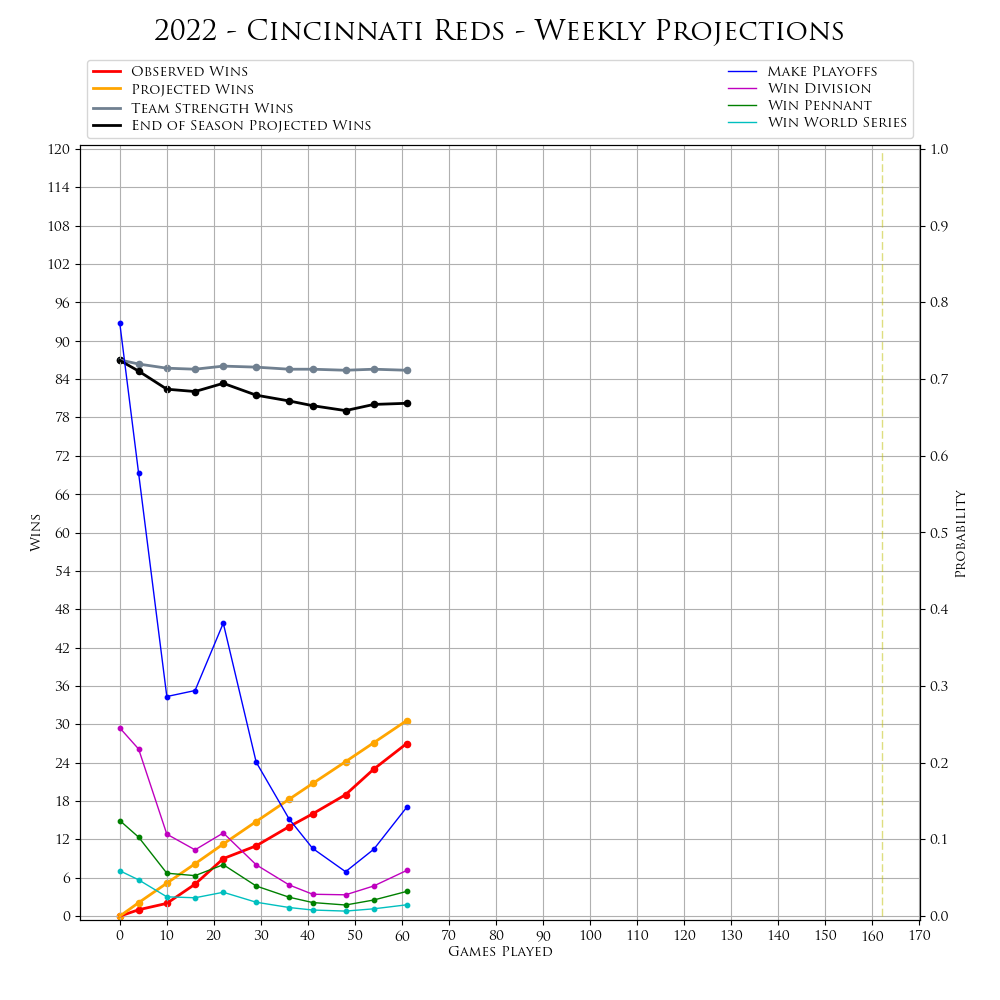 2022 - Cincinnati Reds - Weekly Projections
Observed Wins
Projected Wins
Team Strength Wins
End of Season Projected Wins
Make Playoffs
Win Division
Win Pennant
Win World Series
120
114
108
102
96
90
84
78
72
66
60
54
48
42
36
30
24
18
12
6
0
Wins
1.0
0.9
0.8
0.7
0.6
0.5
0.4
0.3
0.2
0.1
0.0
Probability
0 10 20 30 40 50 60 70 80 90 100 110 120 130 140 150 160 170
Games Played